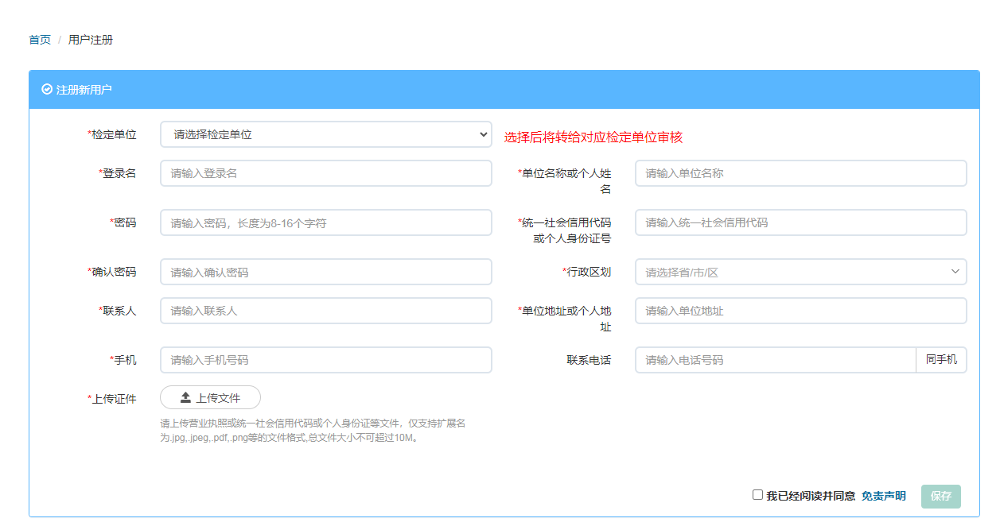 首页 / 用户注册
注册新用户
*检定单位 请选择检定单位 选择后将转给对应检定单位审核
*登录名 请输入登录名 *单位名称或个人姓
名 请输入单位名称
*密码 请输入密码，长度为8-16个字符 *统一社会信用代码
或个人身份证号 请输入统一社会信用代码
*确认密码 请输入确认密码 *行政区划 请选择省/市/区
*联系人 请输入联系人 *单位地址或个人地
址 请输入单位地址
*手机 请输入手机号码 联系电话 请输入电话号码 同手机
*上传证件 上传文件
请上传营业执照或统一社会信用代码或个人身份证等文件，仅支持扩展名
为.jpg,.jpeg,.pdf,.png等的文件格式,总文件大小不可超过10M。
我已经阅读并同意 免责声明 保存